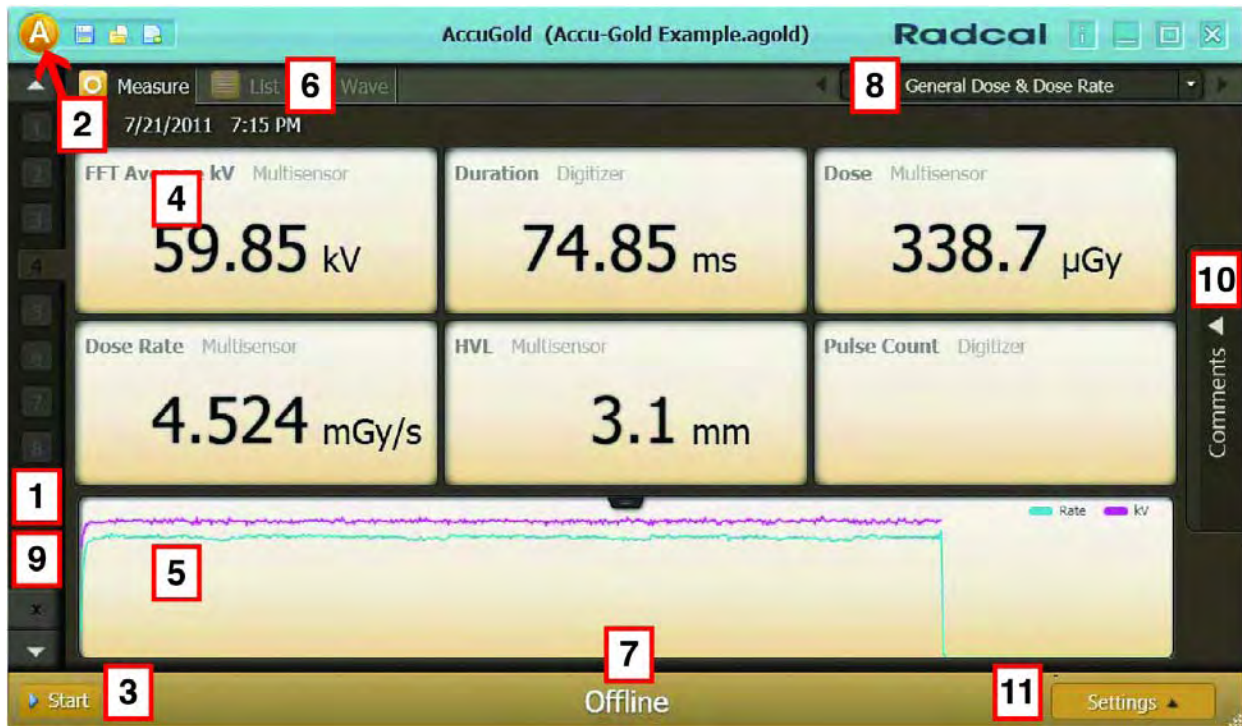 A AccuGold (Accu-Gold Example.agold) Radcal i
2 Measure List 6 Wave 8 General Dose & Dose Rate
7/21/2011 7:15 PM
1
2
3
4
5
6
7
8
FFT Average kV Multisensor
4
59.85 kV
Duration Digitizer
74.85 ms
Dose Multisensor
338.7 µGy
Dose Rate Multisensor
4.524 mGy/s
HVL Multisensor
3.1 mm
Pulse Count Digitizer
10
Comments
1
9
x
5
Rate kV
7
Start 3 Offline 11 Settings